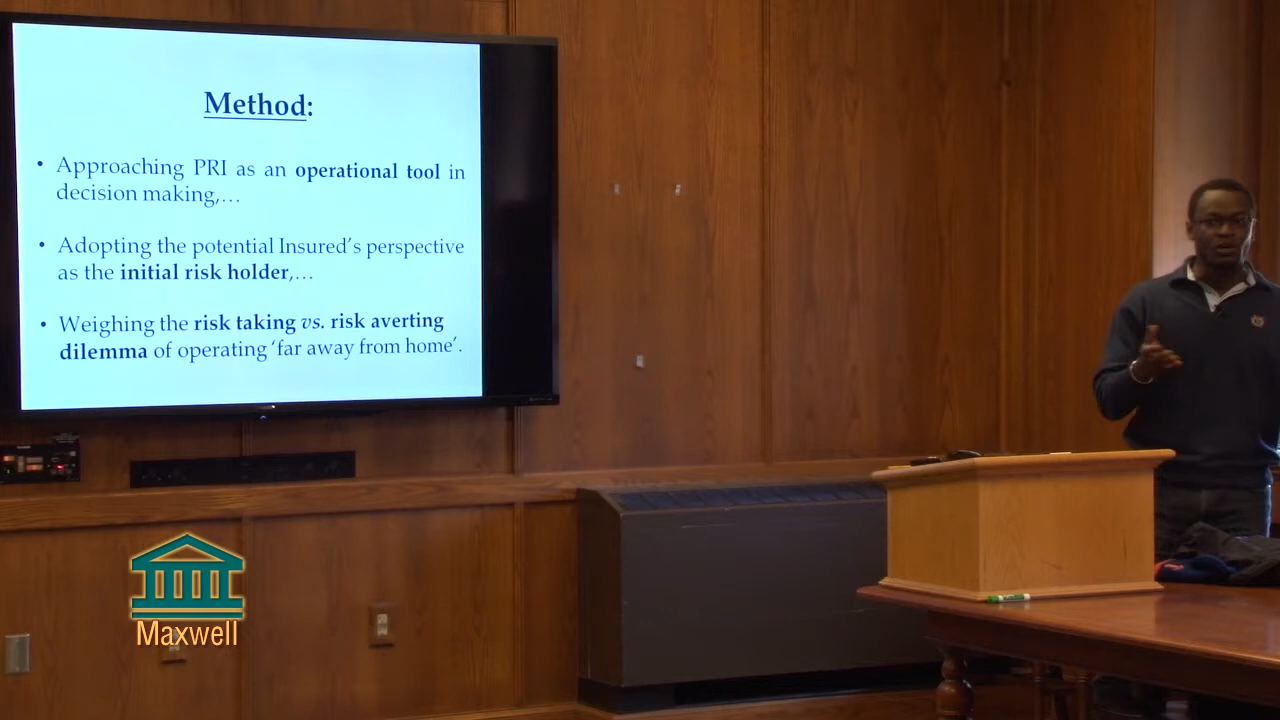 Method:
• Approaching PRI as an operational tool in
decision making,…
• Adopting the potential Insured’s perspective
as the initial risk holder,…
• Weighing the risk taking vs. risk averting
dilemma of operating ‘far away from home’.
Maxwell